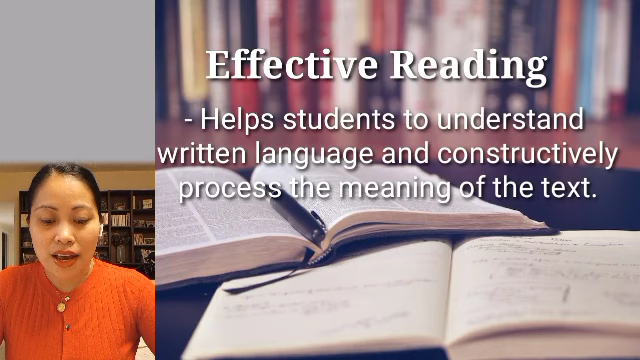 Effective Reading
- Helps students to understand
written language and constructively
process the meaning of the text.